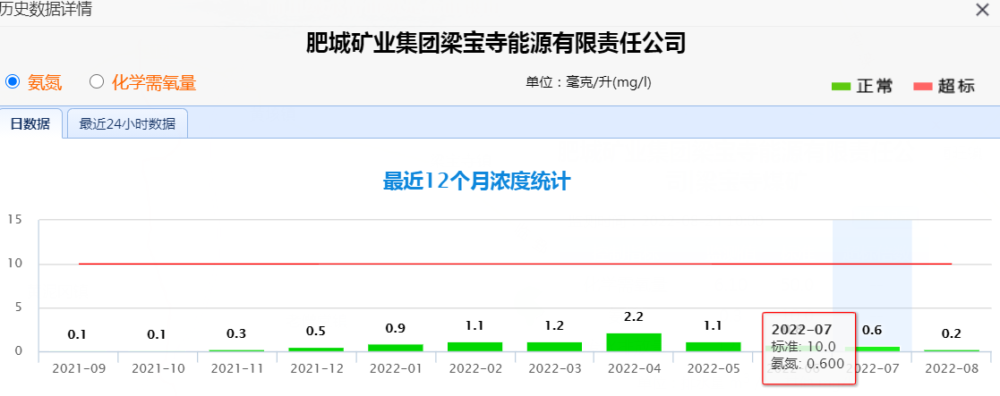 历史数据详情
肥城矿业集团梁宝寺能源有限责任公司
氨氮 化学需氧量 单位：毫克/升(mg/l) 正常 超标
日数据 最近24小时数据
最近12个月浓度统计
15
10
5
0
0.1 0.1 0.3 0.5 0.9 1.1 1.2 2.2 1.1 0.6 0.2
2022-07
标准: 10.0
氨氮: 0.600
2021-09 2021-10 2021-11 2021-12 2022-01 2022-02 2022-03 2022-04 2022-05 2022-06 2022-07 2022-08